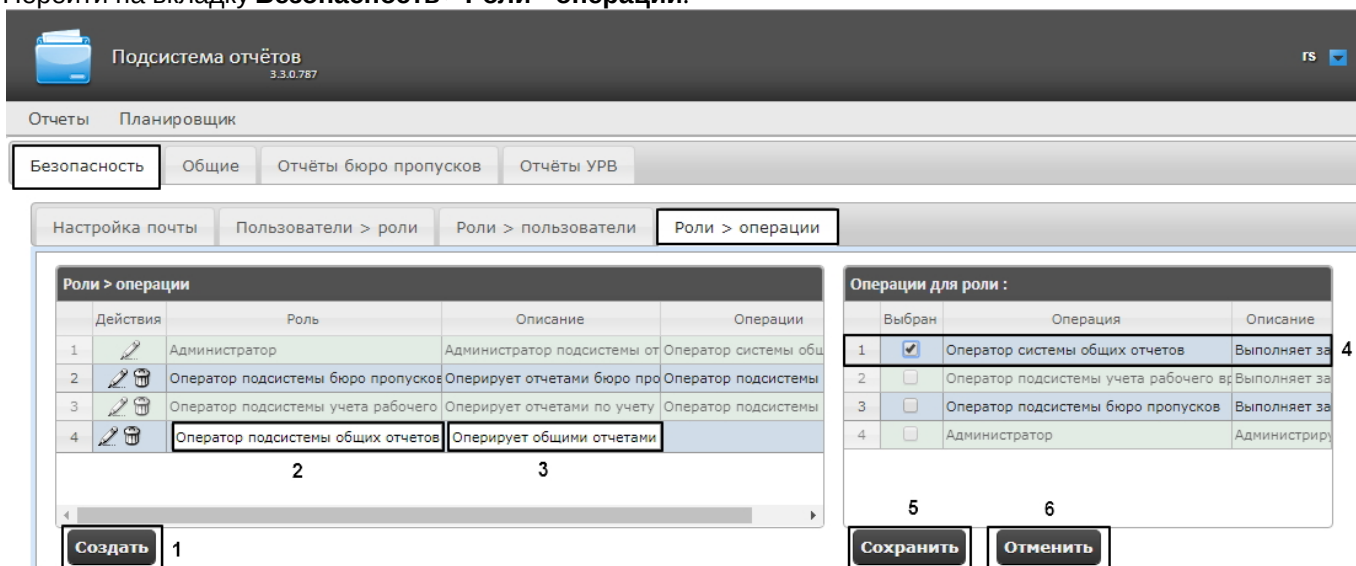 Перейти на вкладку Безопасность - Роли - операции.
Подсистема отчётов
3.3.0.787
rs
Отчеты Планировщик
Безопасность Общие Отчёты бюро пропусков Отчёты УРВ
Настройка почты Пользователи > роли Роли > пользователи Роли > операции
Роли > операции
Действия Роль Описание Операции
1 Администратор Администратор подсистемы от Оператор системы общ
2 Оператор подсистемы бюро пропусков Оперирует отчетами бюро про Оператор подсистемы
3 Оператор подсистемы учета рабочего Оперирует отчетами по учету Оператор подсистемы
4 Оператор подсистемы общих отчетов Оперирует общими отчетами
2 3
Создать 1
Операции для роли :
Выбран Операция Описание
1 Оператор системы общих отчетов Выполняет за 4
2 Оператор подсистемы учета рабочего вр Выполняет за
3 Оператор подсистемы бюро пропусков Выполняет за
4 Администратор Администриру
5 6
Сохранить Отменить